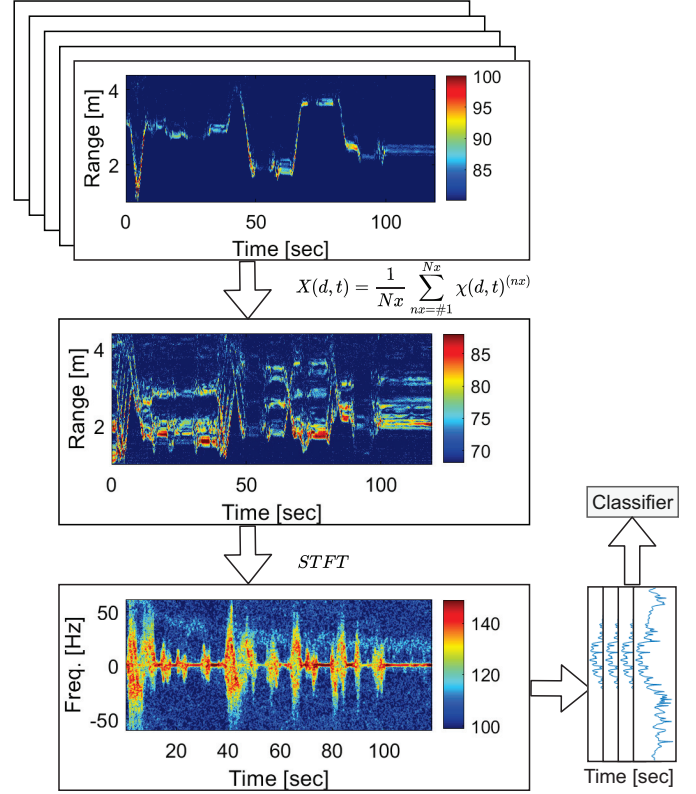 4
2
Range [m]
100
95
90
85
0
50
100
Time [sec]
X(d, t) = \frac{1}{Nx} \sum_{nx=\#1}^{Nx} χ(d, t)^{(nx)}
4
2
Range [m]
85
80
75
70
0
50
100
Time [sec]
STFT
50
0
-50
Freq. [Hz]
140
120
100
20
40
60
80
100
Time [sec]
Classifier
Time [sec]